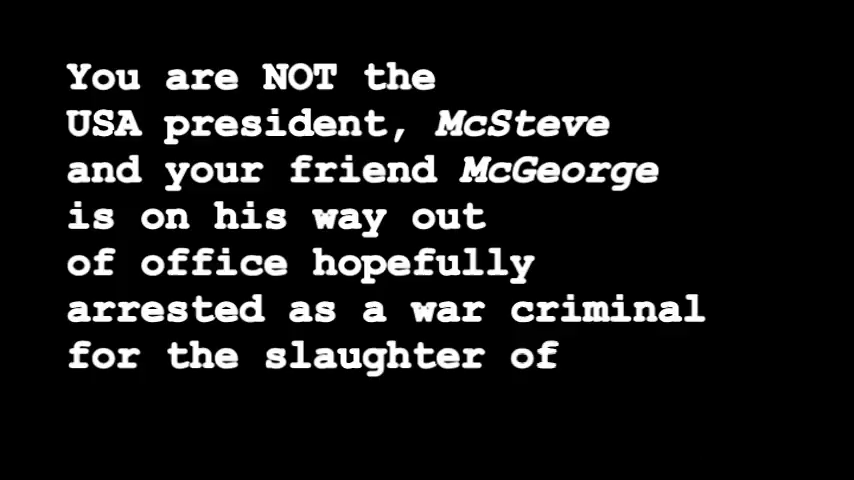 You are NOT the
USA president, McSteve
and your friend McGeorge
is on his way out
of office hopefully
arrested as a war criminal
for the slaughter of